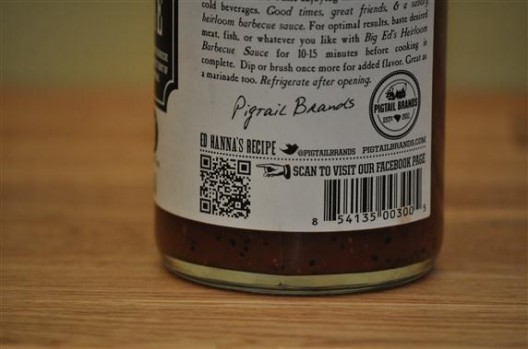 cold beverages. Good times, great friends, & a savory
heirloom barbecue sauce. For optimal results, baste desired
meat, fish, or whatever you like with Big Ed's Heirloom
Barbecue Sauce for 10-15 minutes before cooking is
complete. Dip or brush once more for added flavor. Great as
a marinade too. Refrigerate after opening.
Pigtail Brands
PIGTAIL BRANDS
ED HANNA'S RECIPE @PIGTAILBRANDS PIGTAILBRANDS.COM
SCAN TO VISIT OUR FACEBOOK PAGE
8 54135 00300 5